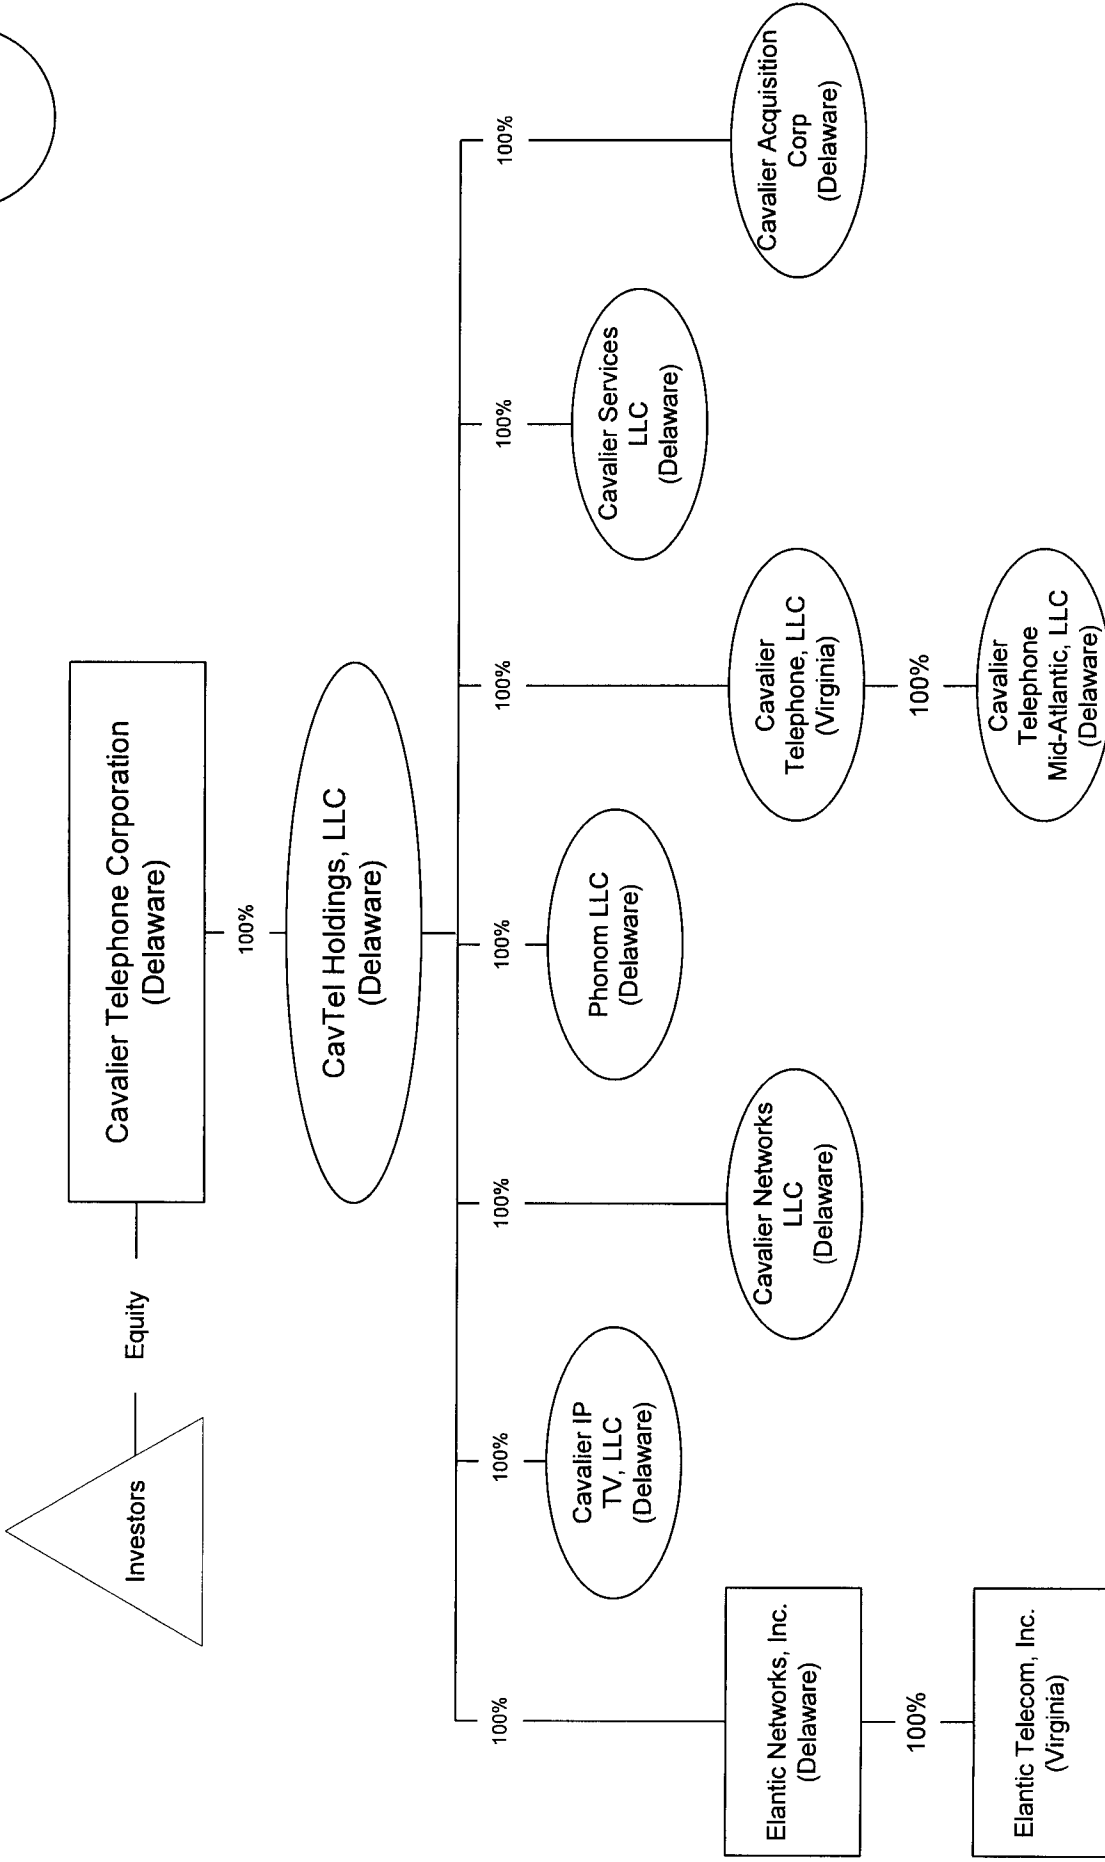 Investors
Equity
Cavalier Telephone Corporation
(Delaware)
100%
CavTel Holdings, LLC
(Delaware)
100%
100%
100%
100%
100%
100%
100%
Elantic Networks, Inc.
(Delaware)
Cavalier IP
TV, LLC
(Delaware)
Cavalier Networks
LLC
(Delaware)
Phonom LLC
(Delaware)
Cavalier
Telephone, LLC
(Virginia)
Cavalier Services
LLC
(Delaware)
Cavalier Acquisition
Corp
(Delaware)
100%
100%
Elantic Telecom, Inc.
(Virginia)
Cavalier
Telephone
Mid-Atlantic, LLC
(Delaware)